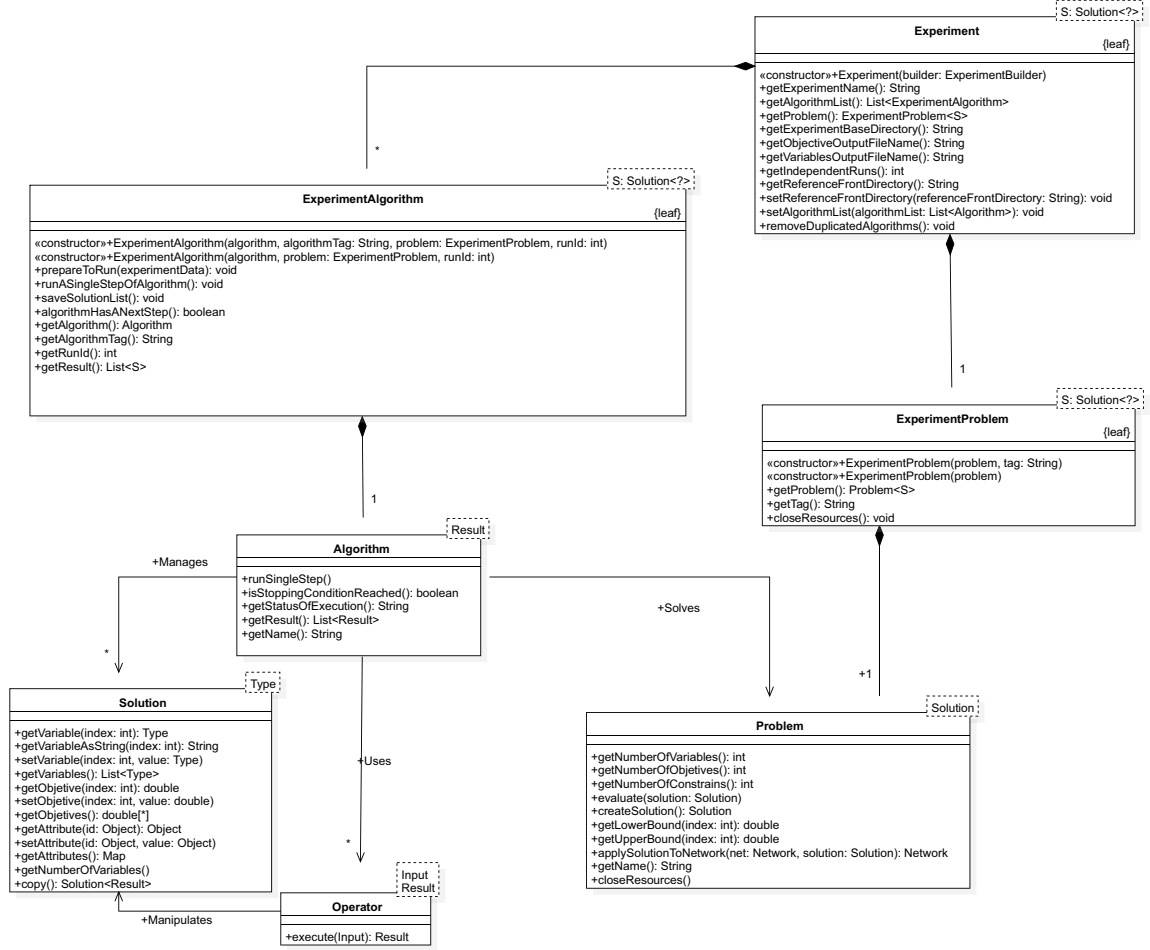 S: Solution<?>
Experiment
{leaf}
«constructor»+Experiment(builder: ExperimentBuilder)
+getExperimentName(): String
+getAlgorithmList(): List<ExperimentAlgorithm>
+getProblem(): ExperimentProblem<S>
+getExperimentBaseDirectory(): String
+getObjectiveOutputFileName(): String
+getVariablesOutputFileName(): String
+getIndependentRuns(): int
+getReferenceFrontDirectory(): String
+setReferenceFrontDirectory(referenceFrontDirectory: String): void
+setAlgorithmList(algorithmList: List<Algorithm>): void
+removeDuplicatedAlgorithms(): void
*
S: Solution<?>
ExperimentAlgorithm
{leaf}
«constructor»+ExperimentAlgorithm(algorithm, algorithmTag: String, problem: ExperimentProblem, runId: int)
«constructor»+ExperimentAlgorithm(algorithm, problem: ExperimentProblem, runId: int)
+prepareToRun(experimentData): void
+runASingleStepOfAlgorithm(): void
+saveSolutionList(): void
+algorithmHasANextStep(): boolean
+getAlgorithm(): Algorithm
+getAlgorithmTag(): String
+getRunId(): int
+getResult(): List<S>
1
S: Solution<?>
ExperimentProblem
{leaf}
«constructor»+ExperimentProblem(problem, tag: String)
«constructor»+ExperimentProblem(problem)
+getProblem(): Problem<S>
+getTag(): String
+closeResources(): void
1
Result
Algorithm
+runSingleStep()
+isStoppingConditionReached(): boolean
+getStatusOfExecution(): String
+getResult(): List<Result>
+getName(): String
+Manages
*
+Solves
+1
Type
Solution
+getVariable(index: int): Type
+getVariableAsString(index: int): String
+setVariable(index: int, value: Type)
+getVariables(): List<Type>
+getObjetive(index: int): double
+setObjetive(index: int, value: double)
+getObjetives(): double[*]
+getAttribute(id: Object): Object
+setAttribute(id: Object, value: Object)
+getAttributes(): Map
+getNumberOfVariables()
+copy(): Solution<Result>
+Uses
*
Solution
Problem
+getNumberOfVariables(): int
+getNumberOfObjetives(): int
+getNumberOfConstrains(): int
+evaluate(solution: Solution)
+createSolution(): Solution
+getLowerBound(index: int): double
+getUpperBound(index: int): double
+applySolutionToNetwork(net: Network, solution: Solution): Network
+getName(): String
+closeResources()
Input
Result
Operator
+execute(Input): Result
+Manipulates